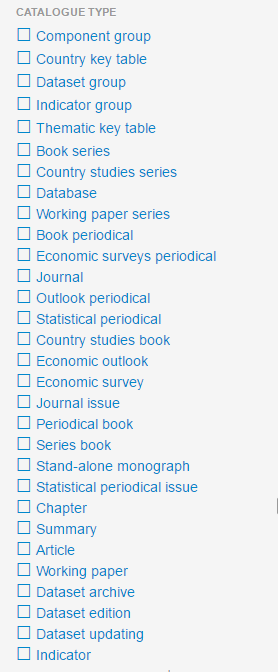 CATALOGUE TYPE
Component group
Country key table
Dataset group
Indicator group
Thematic key table
Book series
Country studies series
Database
Working paper series
Book periodical
Economic surveys periodical
Journal
Outlook periodical
Statistical periodical
Country studies book
Economic outlook
Economic survey
Journal issue
Periodical book
Series book
Stand-alone monograph
Statistical periodical issue
Chapter
Summary
Article
Working paper
Dataset archive
Dataset edition
Dataset updating
Indicator